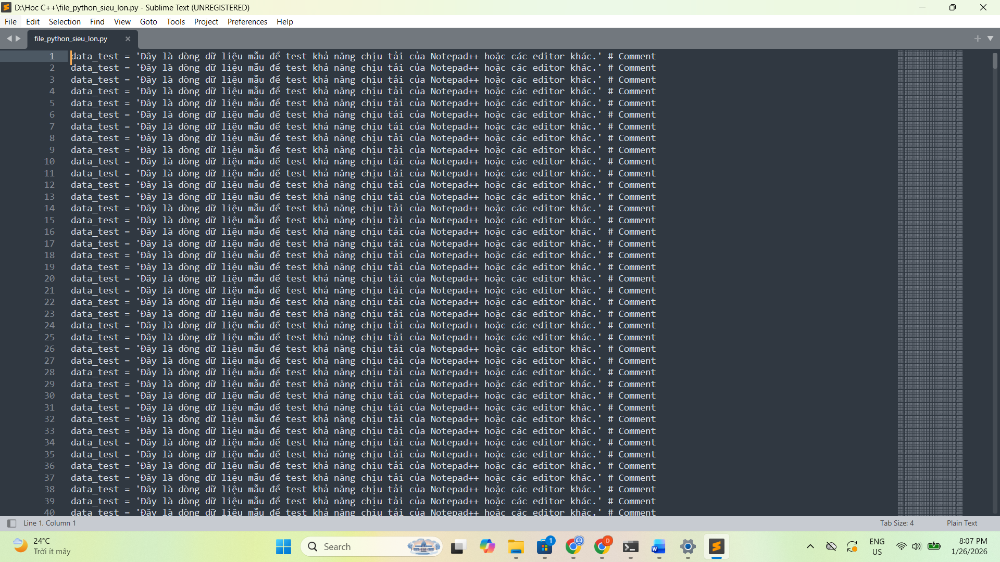 D:\Hoc C++\file_python_sieu_lon.py - Sublime Text (UNREGISTERED)
File Edit Selection Find View Goto Tools Project Preferences Help
file_python_sieu_lon.py
1 data_test = 'Đây là dòng dữ liệu mẫu để test khả năng chịu tải của Notepad++ hoặc các editor khác.' # Comment
2 data_test = 'Đây là dòng dữ liệu mẫu để test khả năng chịu tải của Notepad++ hoặc các editor khác.' # Comment
3 data_test = 'Đây là dòng dữ liệu mẫu để test khả năng chịu tải của Notepad++ hoặc các editor khác.' # Comment
4 data_test = 'Đây là dòng dữ liệu mẫu để test khả năng chịu tải của Notepad++ hoặc các editor khác.' # Comment
5 data_test = 'Đây là dòng dữ liệu mẫu để test khả năng chịu tải của Notepad++ hoặc các editor khác.' # Comment
6 data_test = 'Đây là dòng dữ liệu mẫu để test khả năng chịu tải của Notepad++ hoặc các editor khác.' # Comment
7 data_test = 'Đây là dòng dữ liệu mẫu để test khả năng chịu tải của Notepad++ hoặc các editor khác.' # Comment
8 data_test = 'Đây là dòng dữ liệu mẫu để test khả năng chịu tải của Notepad++ hoặc các editor khác.' # Comment
9 data_test = 'Đây là dòng dữ liệu mẫu để test khả năng chịu tải của Notepad++ hoặc các editor khác.' # Comment
10 data_test = 'Đây là dòng dữ liệu mẫu để test khả năng chịu tải của Notepad++ hoặc các editor khác.' # Comment
11 data_test = 'Đây là dòng dữ liệu mẫu để test khả năng chịu tải của Notepad++ hoặc các editor khác.' # Comment
12 data_test = 'Đây là dòng dữ liệu mẫu để test khả năng chịu tải của Notepad++ hoặc các editor khác.' # Comment
13 data_test = 'Đây là dòng dữ liệu mẫu để test khả năng chịu tải của Notepad++ hoặc các editor khác.' # Comment
14 data_test = 'Đây là dòng dữ liệu mẫu để test khả năng chịu tải của Notepad++ hoặc các editor khác.' # Comment
15 data_test = 'Đây là dòng dữ liệu mẫu để test khả năng chịu tải của Notepad++ hoặc các editor khác.' # Comment
16 data_test = 'Đây là dòng dữ liệu mẫu để test khả năng chịu tải của Notepad++ hoặc các editor khác.' # Comment
17 data_test = 'Đây là dòng dữ liệu mẫu để test khả năng chịu tải của Notepad++ hoặc các editor khác.' # Comment
18 data_test = 'Đây là dòng dữ liệu mẫu để test khả năng chịu tải của Notepad++ hoặc các editor khác.' # Comment
19 data_test = 'Đây là dòng dữ liệu mẫu để test khả năng chịu tải của Notepad++ hoặc các editor khác.' # Comment
20 data_test = 'Đây là dòng dữ liệu mẫu để test khả năng chịu tải của Notepad++ hoặc các editor khác.' # Comment
21 data_test = 'Đây là dòng dữ liệu mẫu để test khả năng chịu tải của Notepad++ hoặc các editor khác.' # Comment
22 data_test = 'Đây là dòng dữ liệu mẫu để test khả năng chịu tải của Notepad++ hoặc các editor khác.' # Comment
23 data_test = 'Đây là dòng dữ liệu mẫu để test khả năng chịu tải của Notepad++ hoặc các editor khác.' # Comment
24 data_test = 'Đây là dòng dữ liệu mẫu để test khả năng chịu tải của Notepad++ hoặc các editor khác.' # Comment
25 data_test = 'Đây là dòng dữ liệu mẫu để test khả năng chịu tải của Notepad++ hoặc các editor khác.' # Comment
26 data_test = 'Đây là dòng dữ liệu mẫu để test khả năng chịu tải của Notepad++ hoặc các editor khác.' # Comment
27 data_test = 'Đây là dòng dữ liệu mẫu để test khả năng chịu tải của Notepad++ hoặc các editor khác.' # Comment
28 data_test = 'Đây là dòng dữ liệu mẫu để test khả năng chịu tải của Notepad++ hoặc các editor khác.' # Comment
29 data_test = 'Đây là dòng dữ liệu mẫu để test khả năng chịu tải của Notepad++ hoặc các editor khác.' # Comment
30 data_test = 'Đây là dòng dữ liệu mẫu để test khả năng chịu tải của Notepad++ hoặc các editor khác.' # Comment
31 data_test = 'Đây là dòng dữ liệu mẫu để test khả năng chịu tải của Notepad++ hoặc các editor khác.' # Comment
32 data_test = 'Đây là dòng dữ liệu mẫu để test khả năng chịu tải của Notepad++ hoặc các editor khác.' # Comment
33 data_test = 'Đây là dòng dữ liệu mẫu để test khả năng chịu tải của Notepad++ hoặc các editor khác.' # Comment
34 data_test = 'Đây là dòng dữ liệu mẫu để test khả năng chịu tải của Notepad++ hoặc các editor khác.' # Comment
35 data_test = 'Đây là dòng dữ liệu mẫu để test khả năng chịu tải của Notepad++ hoặc các editor khác.' # Comment
36 data_test = 'Đây là dòng dữ liệu mẫu để test khả năng chịu tải của Notepad++ hoặc các editor khác.' # Comment
37 data_test = 'Đây là dòng dữ liệu mẫu để test khả năng chịu tải của Notepad++ hoặc các editor khác.' # Comment
38 data_test = 'Đây là dòng dữ liệu mẫu để test khả năng chịu tải của Notepad++ hoặc các editor khác.' # Comment
39 data_test = 'Đây là dòng dữ liệu mẫu để test khả năng chịu tải của Notepad++ hoặc các editor khác.' # Comment
40 data_test = 'Đây là dòng dữ liệu mẫu để test khả năng chịu tải của Notepad++ hoặc các editor khác.' # Comment
Line 1, Column 1 Tab Size: 4 Plain Text
24°C
Trời ít mây
Search
1
D
ENG
US
8:07 PM
1/26/2026